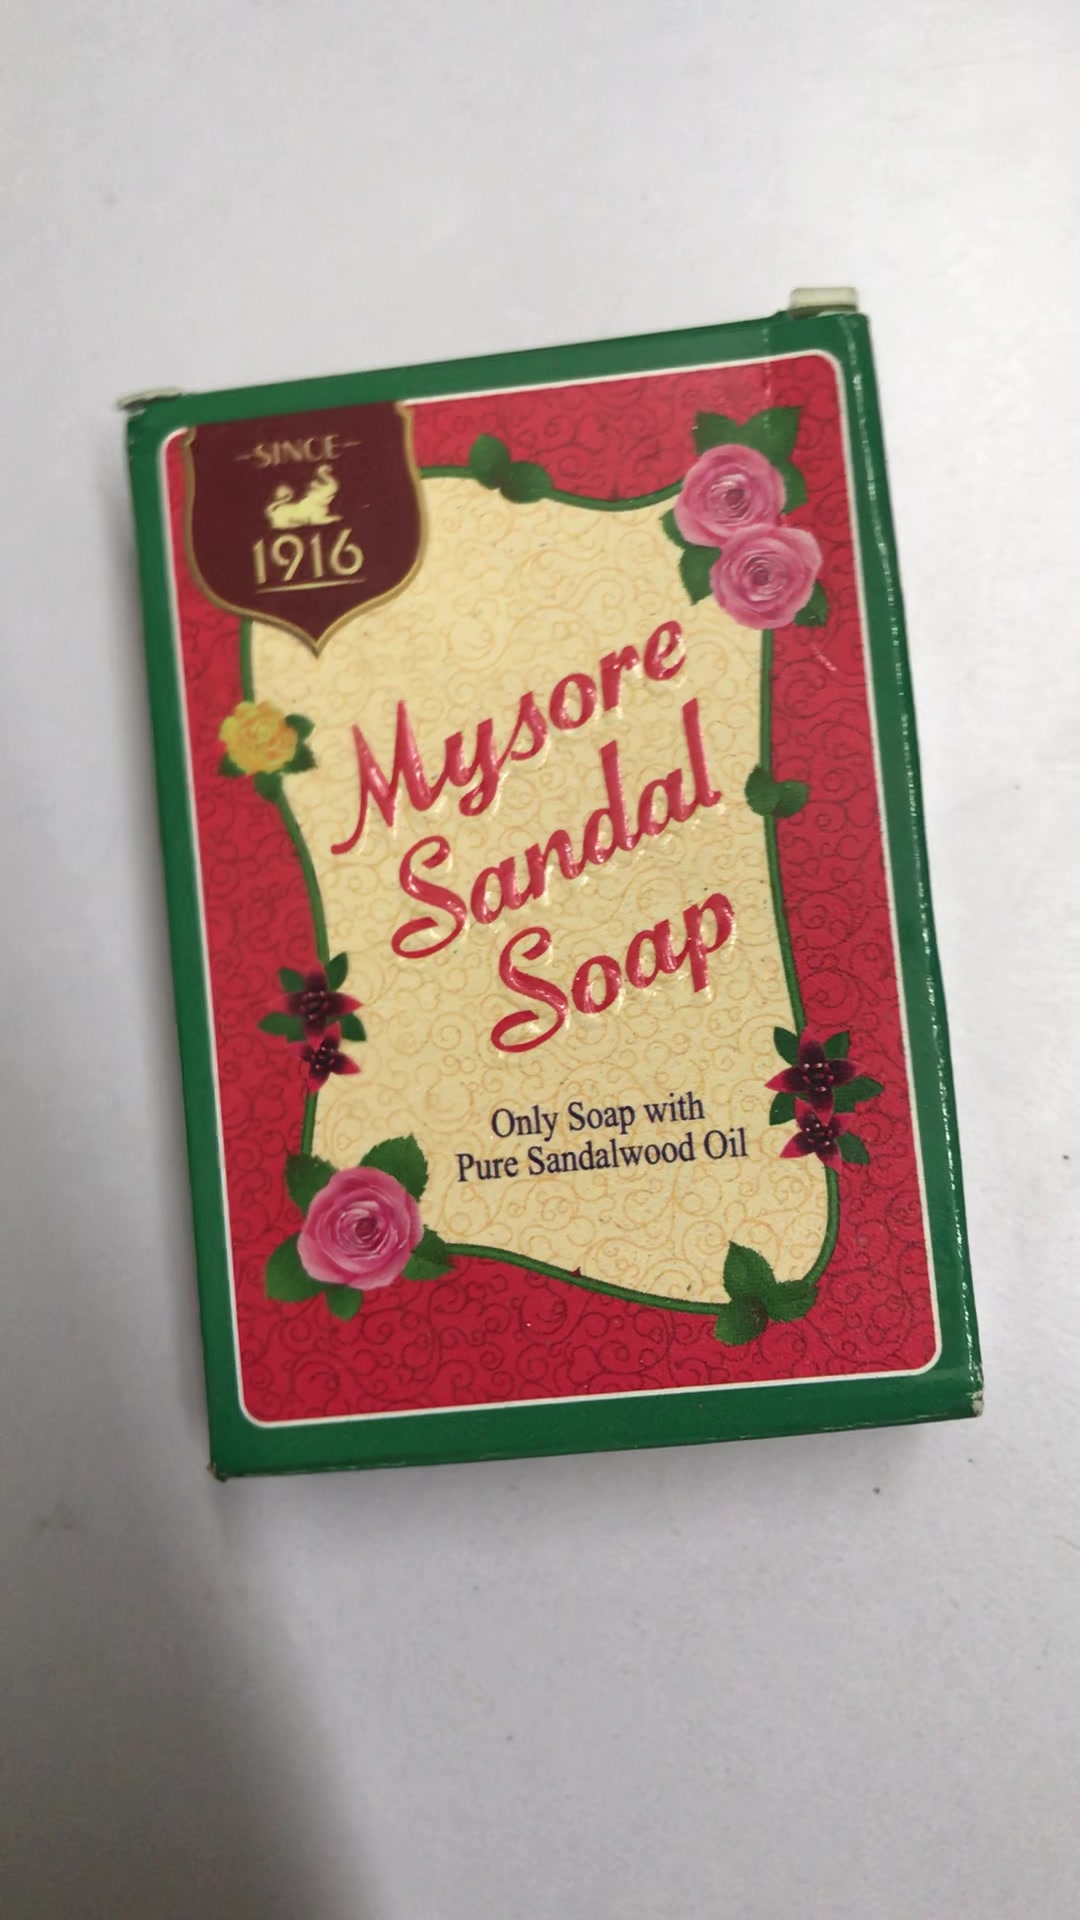 -SINCE-
1916
Mysore
Sandal
Soap
Only Soap with
Pure Sandalwood Oil